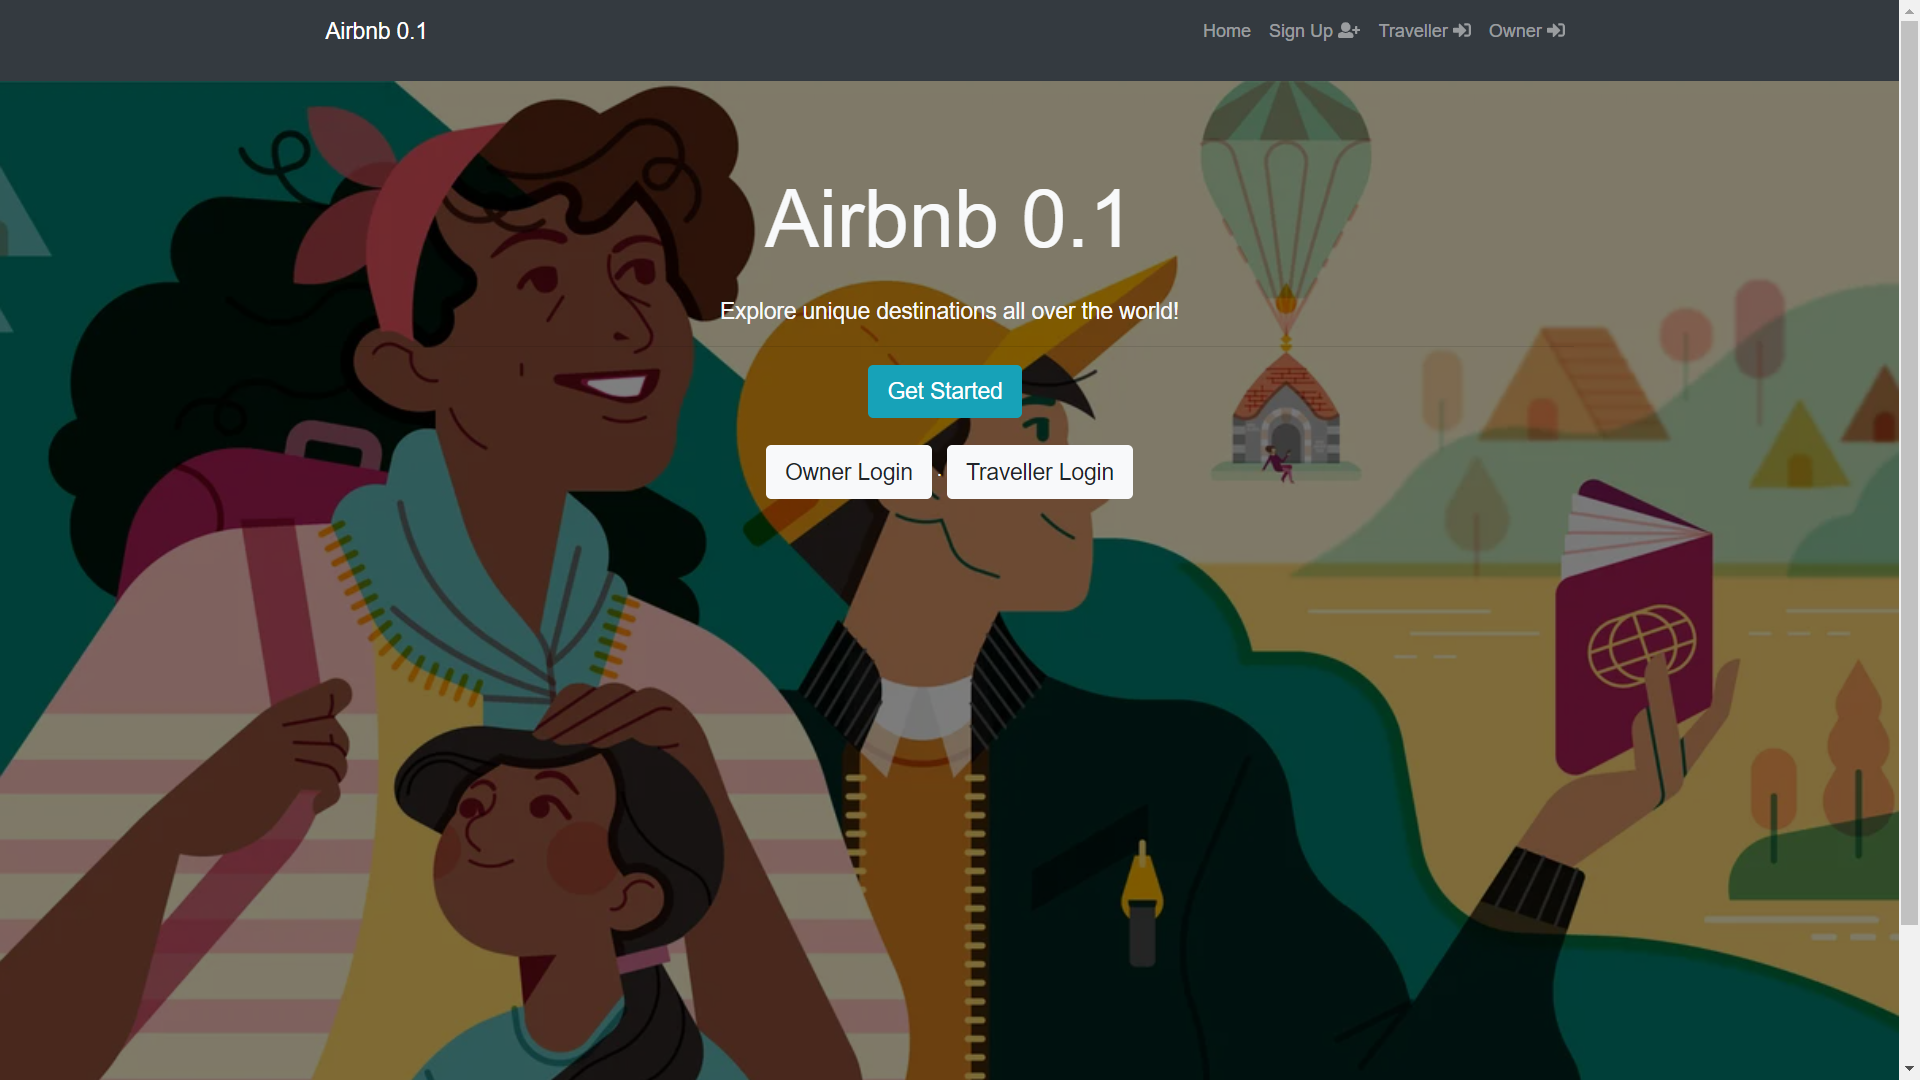 Airbnb 0.1
Home Sign Up Traveller Owner
Airbnb 0.1
Explore unique destinations all over the world!
Get Started
Owner Login . Traveller Login